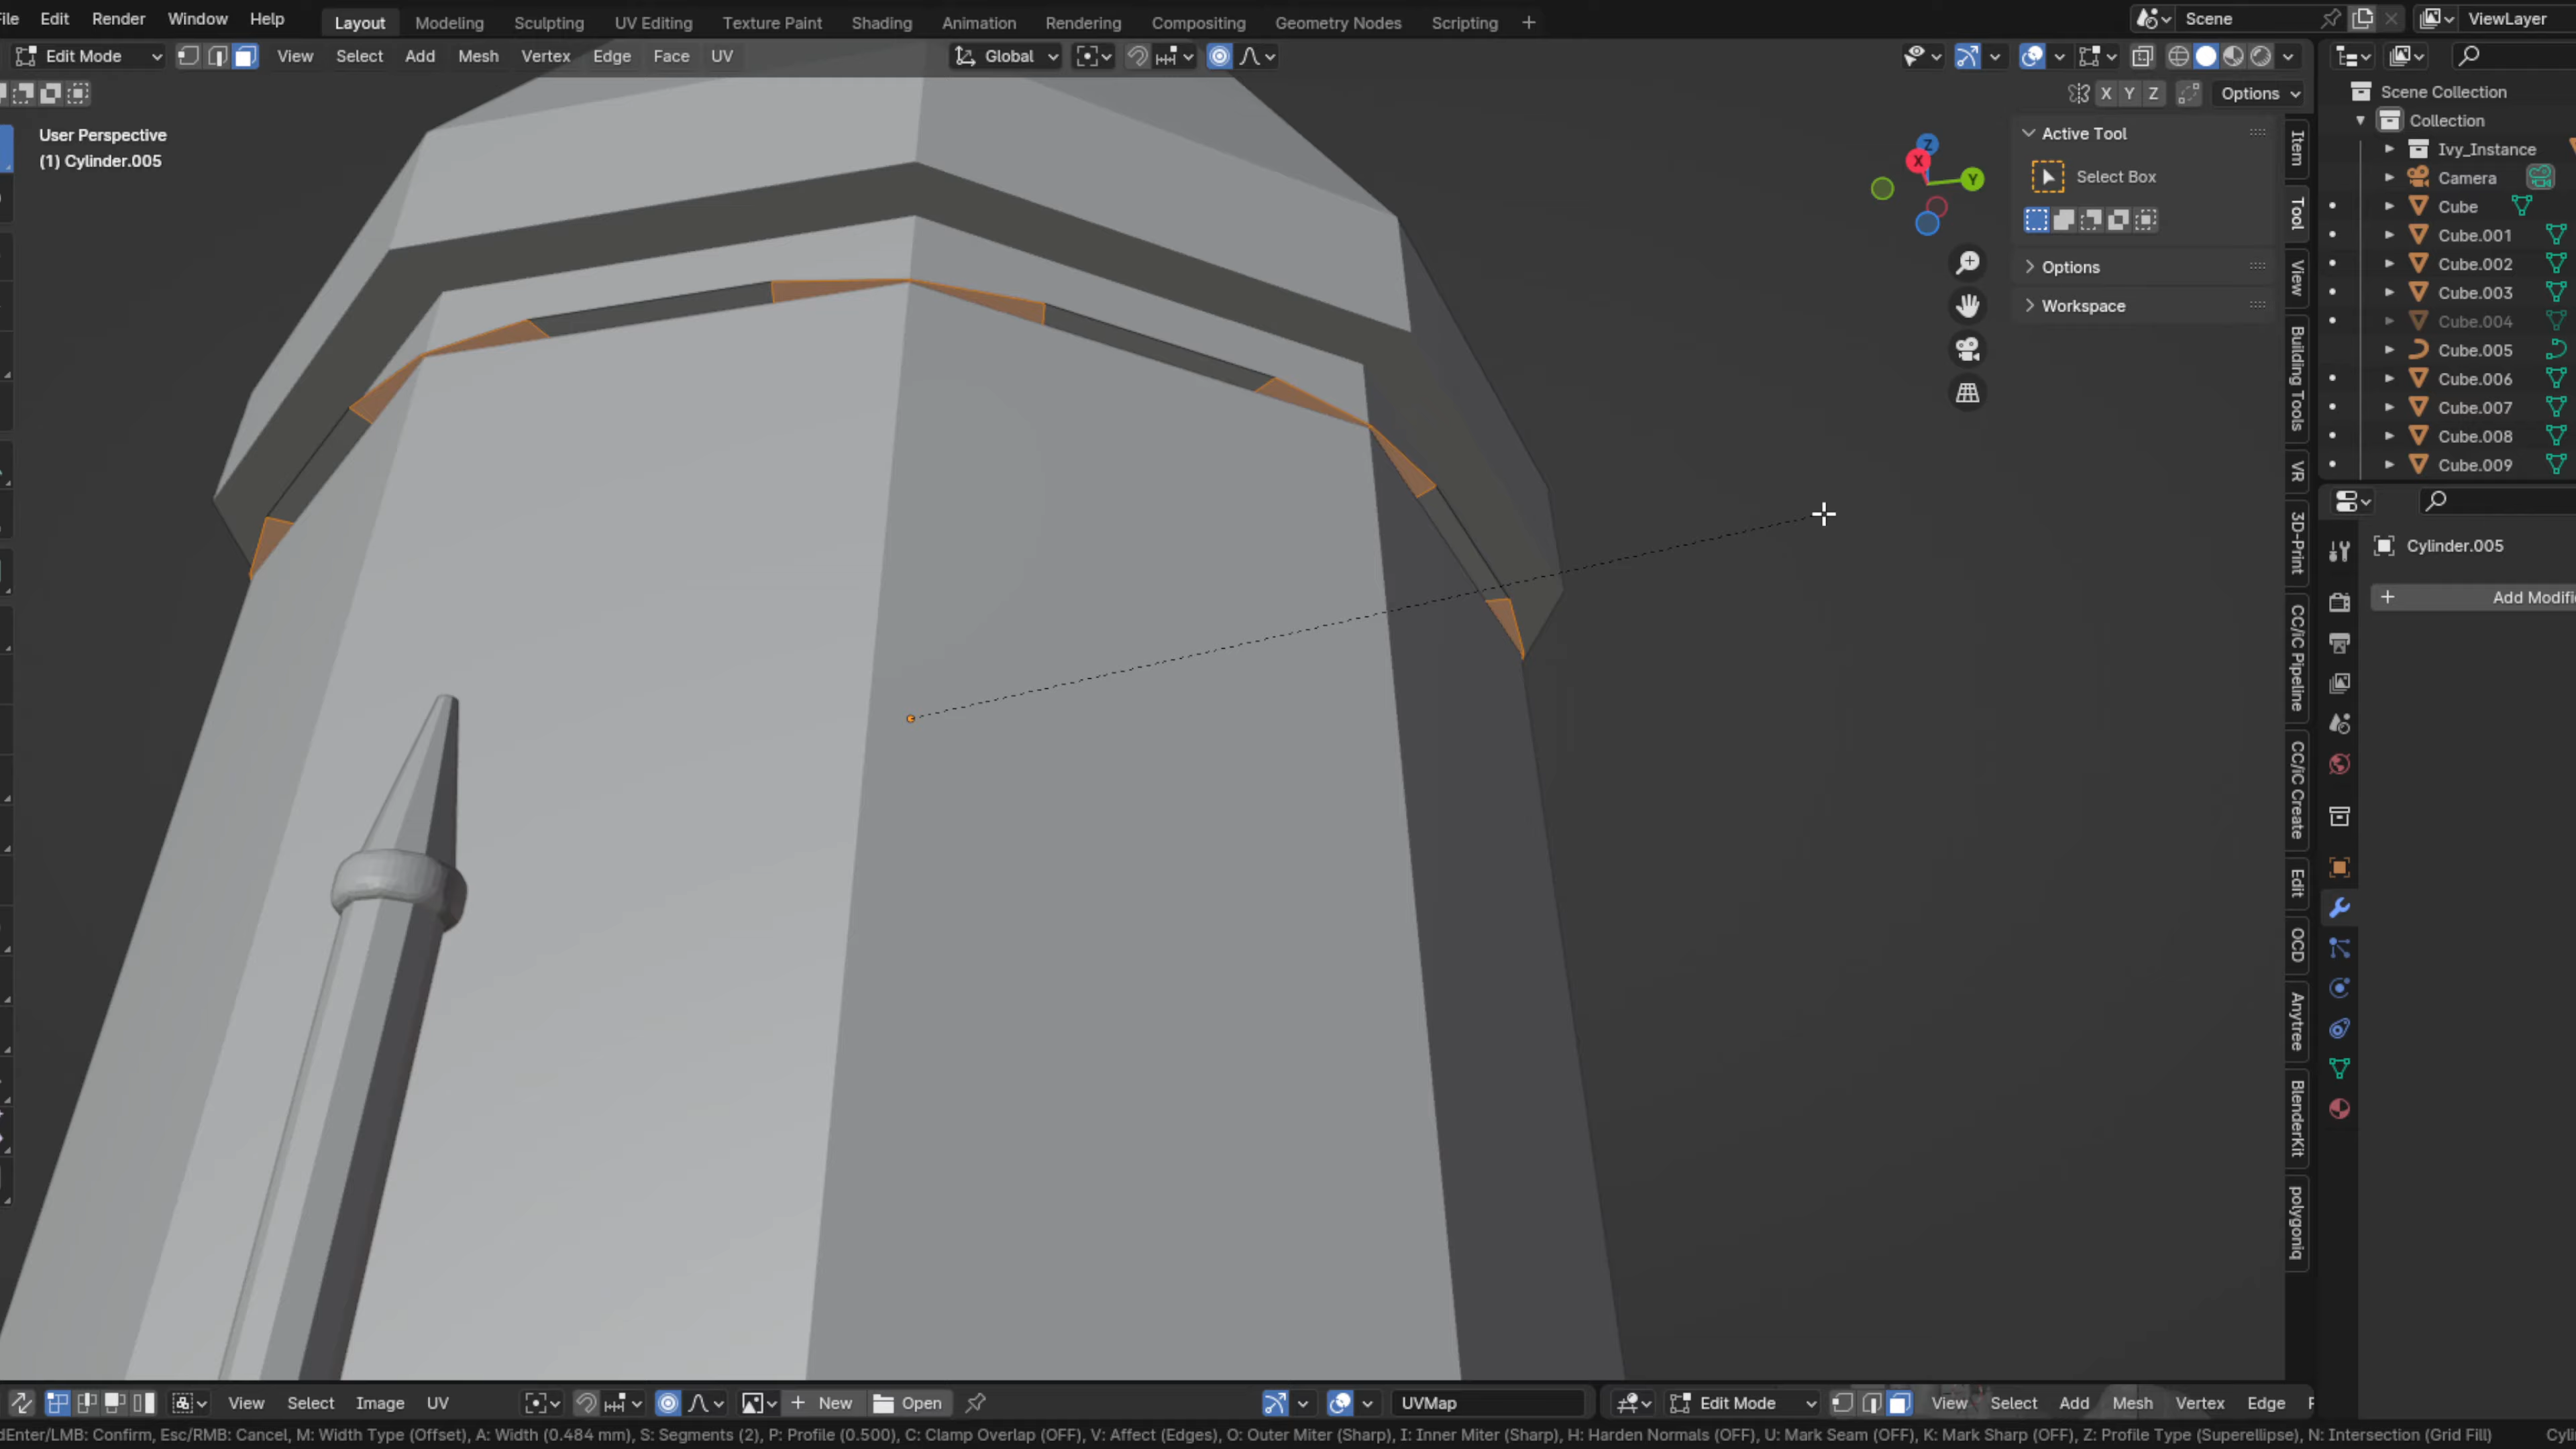 File Edit Render Window Help Layout Modeling Sculpting UV Editing Texture Paint Shading Animation Rendering Compositing Geometry Nodes Scripting + Scene ViewLayer
Edit Mode View Select Add Mesh Vertex Edge Face UV Global
X Y Z Options
User Perspective
(1) Cylinder.005
Z
X
Y
Active Tool
Select Box
Options
Workspace
Item
Tool
View
Building Tools
VR
3D-Print
CC/iC Pipeline
CC/iC Create
Edit
OCD
Anytree
BlenderKit
polygoniq
Scene Collection
Collection
Ivy_Instance
Camera
Cube
Cube.001
Cube.002
Cube.003
Cube.004
Cube.005
Cube.006
Cube.007
Cube.008
Cube.009
Cylinder.005
+ Add Modifi
View Select Image UV + New Open UVMap Edit Mode View Select Add Mesh Vertex Edge F
dEnter/LMB: Confirm, Esc/RMB: Cancel, M: Width Type (Offset), A: Width (0.484 mm), S: Segments (2), P: Profile (0.500), C: Clamp Overlap (OFF), V: Affect (Edges), O: Outer Miter (Sharp), I: Inner Miter (Sharp), H: Harden Normals (OFF), U: Mark Seam (OFF), K: Mark Sharp (OFF), Z: Profile Type (Superellipse), N: Intersection (Grid Fill) Cyl